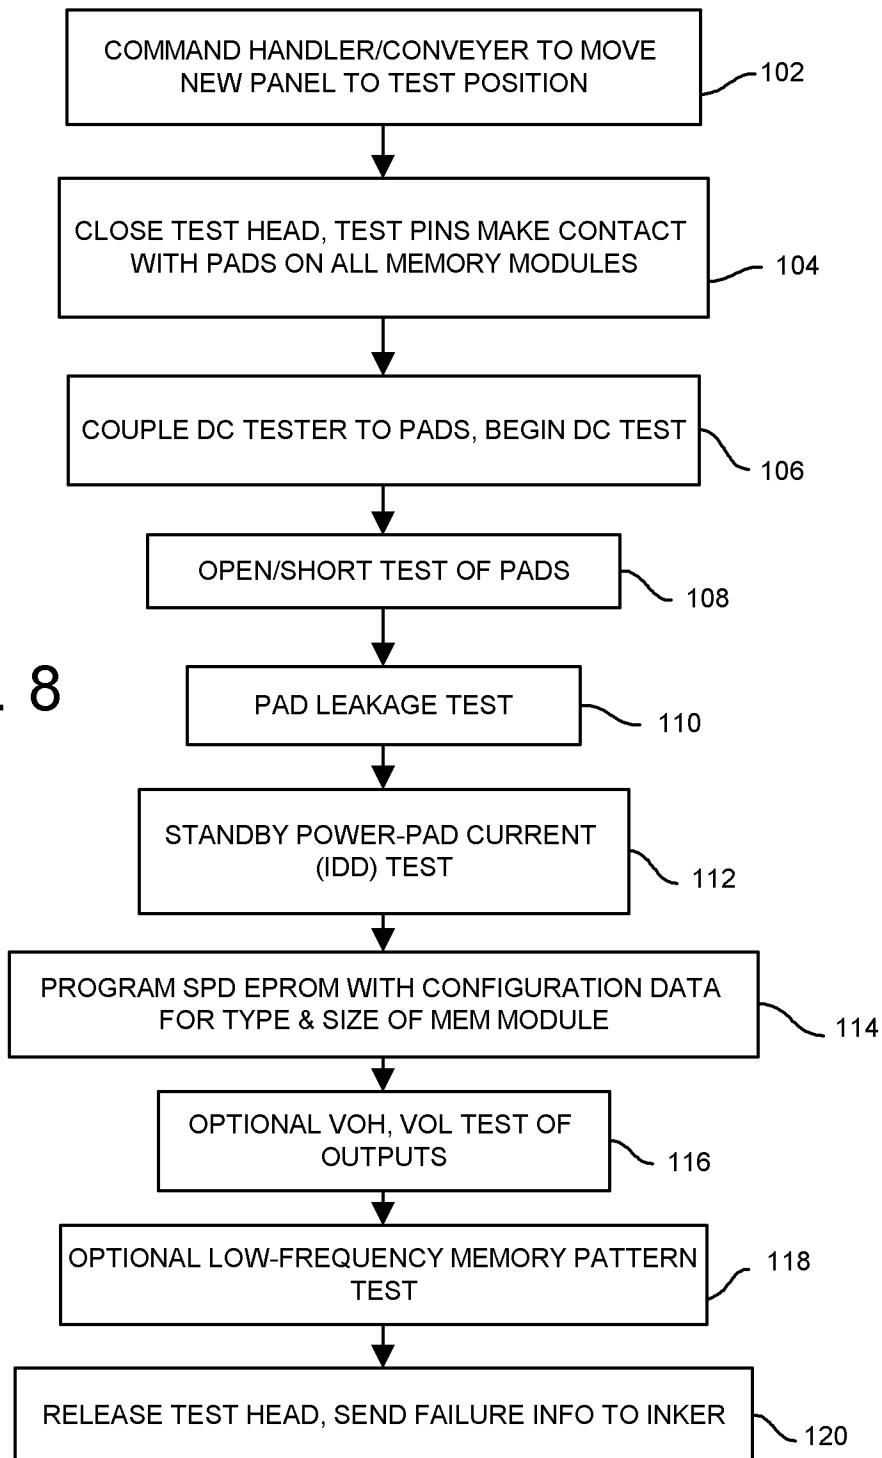 COMMAND HANDLER/CONVEYER TO MOVE
NEW PANEL TO TEST POSITION
102
CLOSE TEST HEAD, TEST PINS MAKE CONTACT
WITH PADS ON ALL MEMORY MODULES
104
COUPLE DC TESTER TO PADS, BEGIN DC TEST
106
OPEN/SHORT TEST OF PADS
108
. 8
PAD LEAKAGE TEST
110
STANDBY POWER-PAD CURRENT
(IDD) TEST
112
PROGRAM SPD EPROM WITH CONFIGURATION DATA
FOR TYPE & SIZE OF MEM MODULE
114
OPTIONAL VOH, VOL TEST OF
OUTPUTS
116
OPTIONAL LOW-FREQUENCY MEMORY PATTERN
TEST
118
RELEASE TEST HEAD, SEND FAILURE INFO TO INKER
120